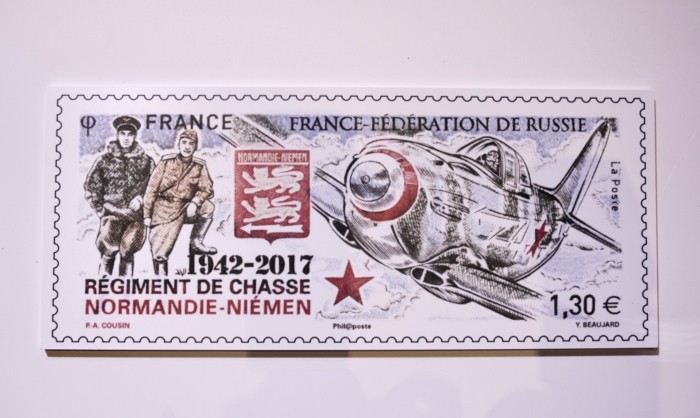 φ FRANCE
FRANCE-FÉDÉRATION DE RUSSIE
NORMANDIE-NIEMEN
La Poste
1942-2017
RÉGIMENT DE CHASSE
NORMANDIE-NIÉMEN
1,30 €
P.-A. COUSIN
Phil@poste
Y. BEAUJARD